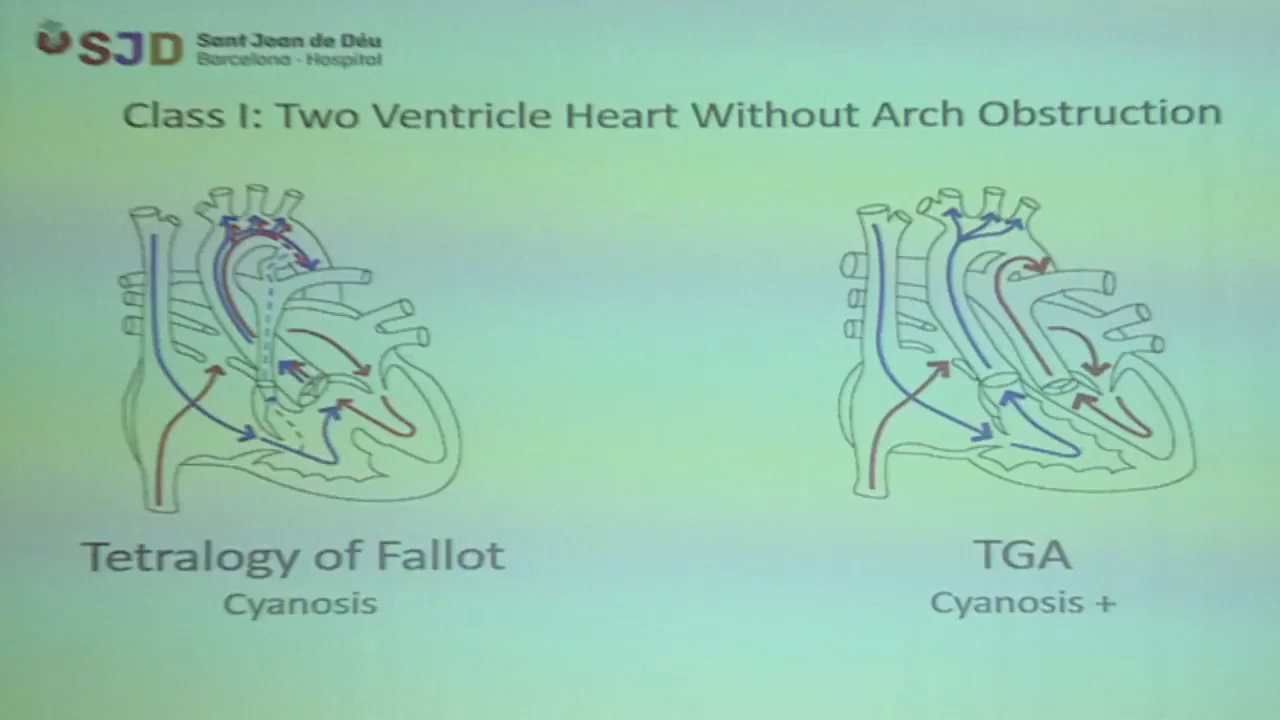 SJD
Sant Joan de Déu
Barcelona - Hospital
Class I: Two Ventricle Heart Without Arch Obstruction
Tetralogy of Fallot
Cyanosis
TGA
Cyanosis +